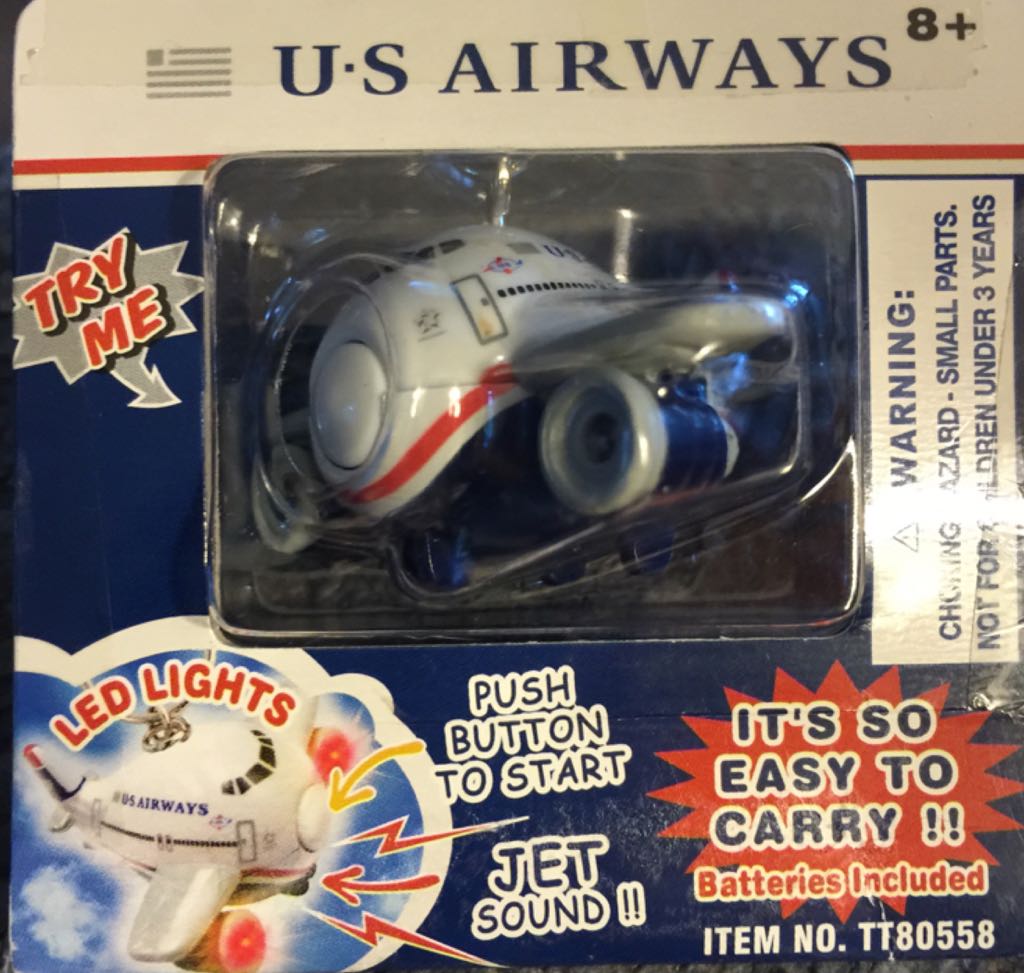 U·S AIRWAYS
8+
TRY
ME
US
WARNING:
CHOKING HAZARD - SMALL PARTS.
NOT FOR CHILDREN UNDER 3 YEARS
LED LIGHTS
US AIRWAYS
PUSH
BUTTON
TO START
JET
SOUND !!
IT'S SO
EASY TO
CARRY !!
Batteries Included
ITEM NO. TT80558